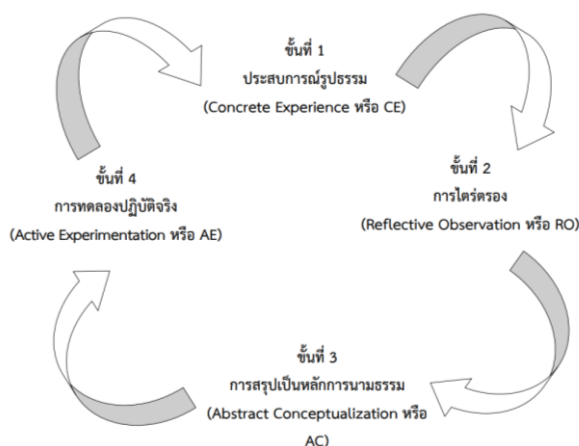 ขั้นที่ 1
ประสบการณ์รูปธรรม
(Concrete Experience หรือ CE)
ขั้นที่ 2
การไตร่ตรอง
(Reflective Observation หรือ RO)
ขั้นที่ 3
การสรุปเป็นหลักการนามธรรม
(Abstract Conceptualization หรือ
AC)
ขั้นที่ 4
การทดลองปฏิบัติจริง
(Active Experimentation หรือ AE)